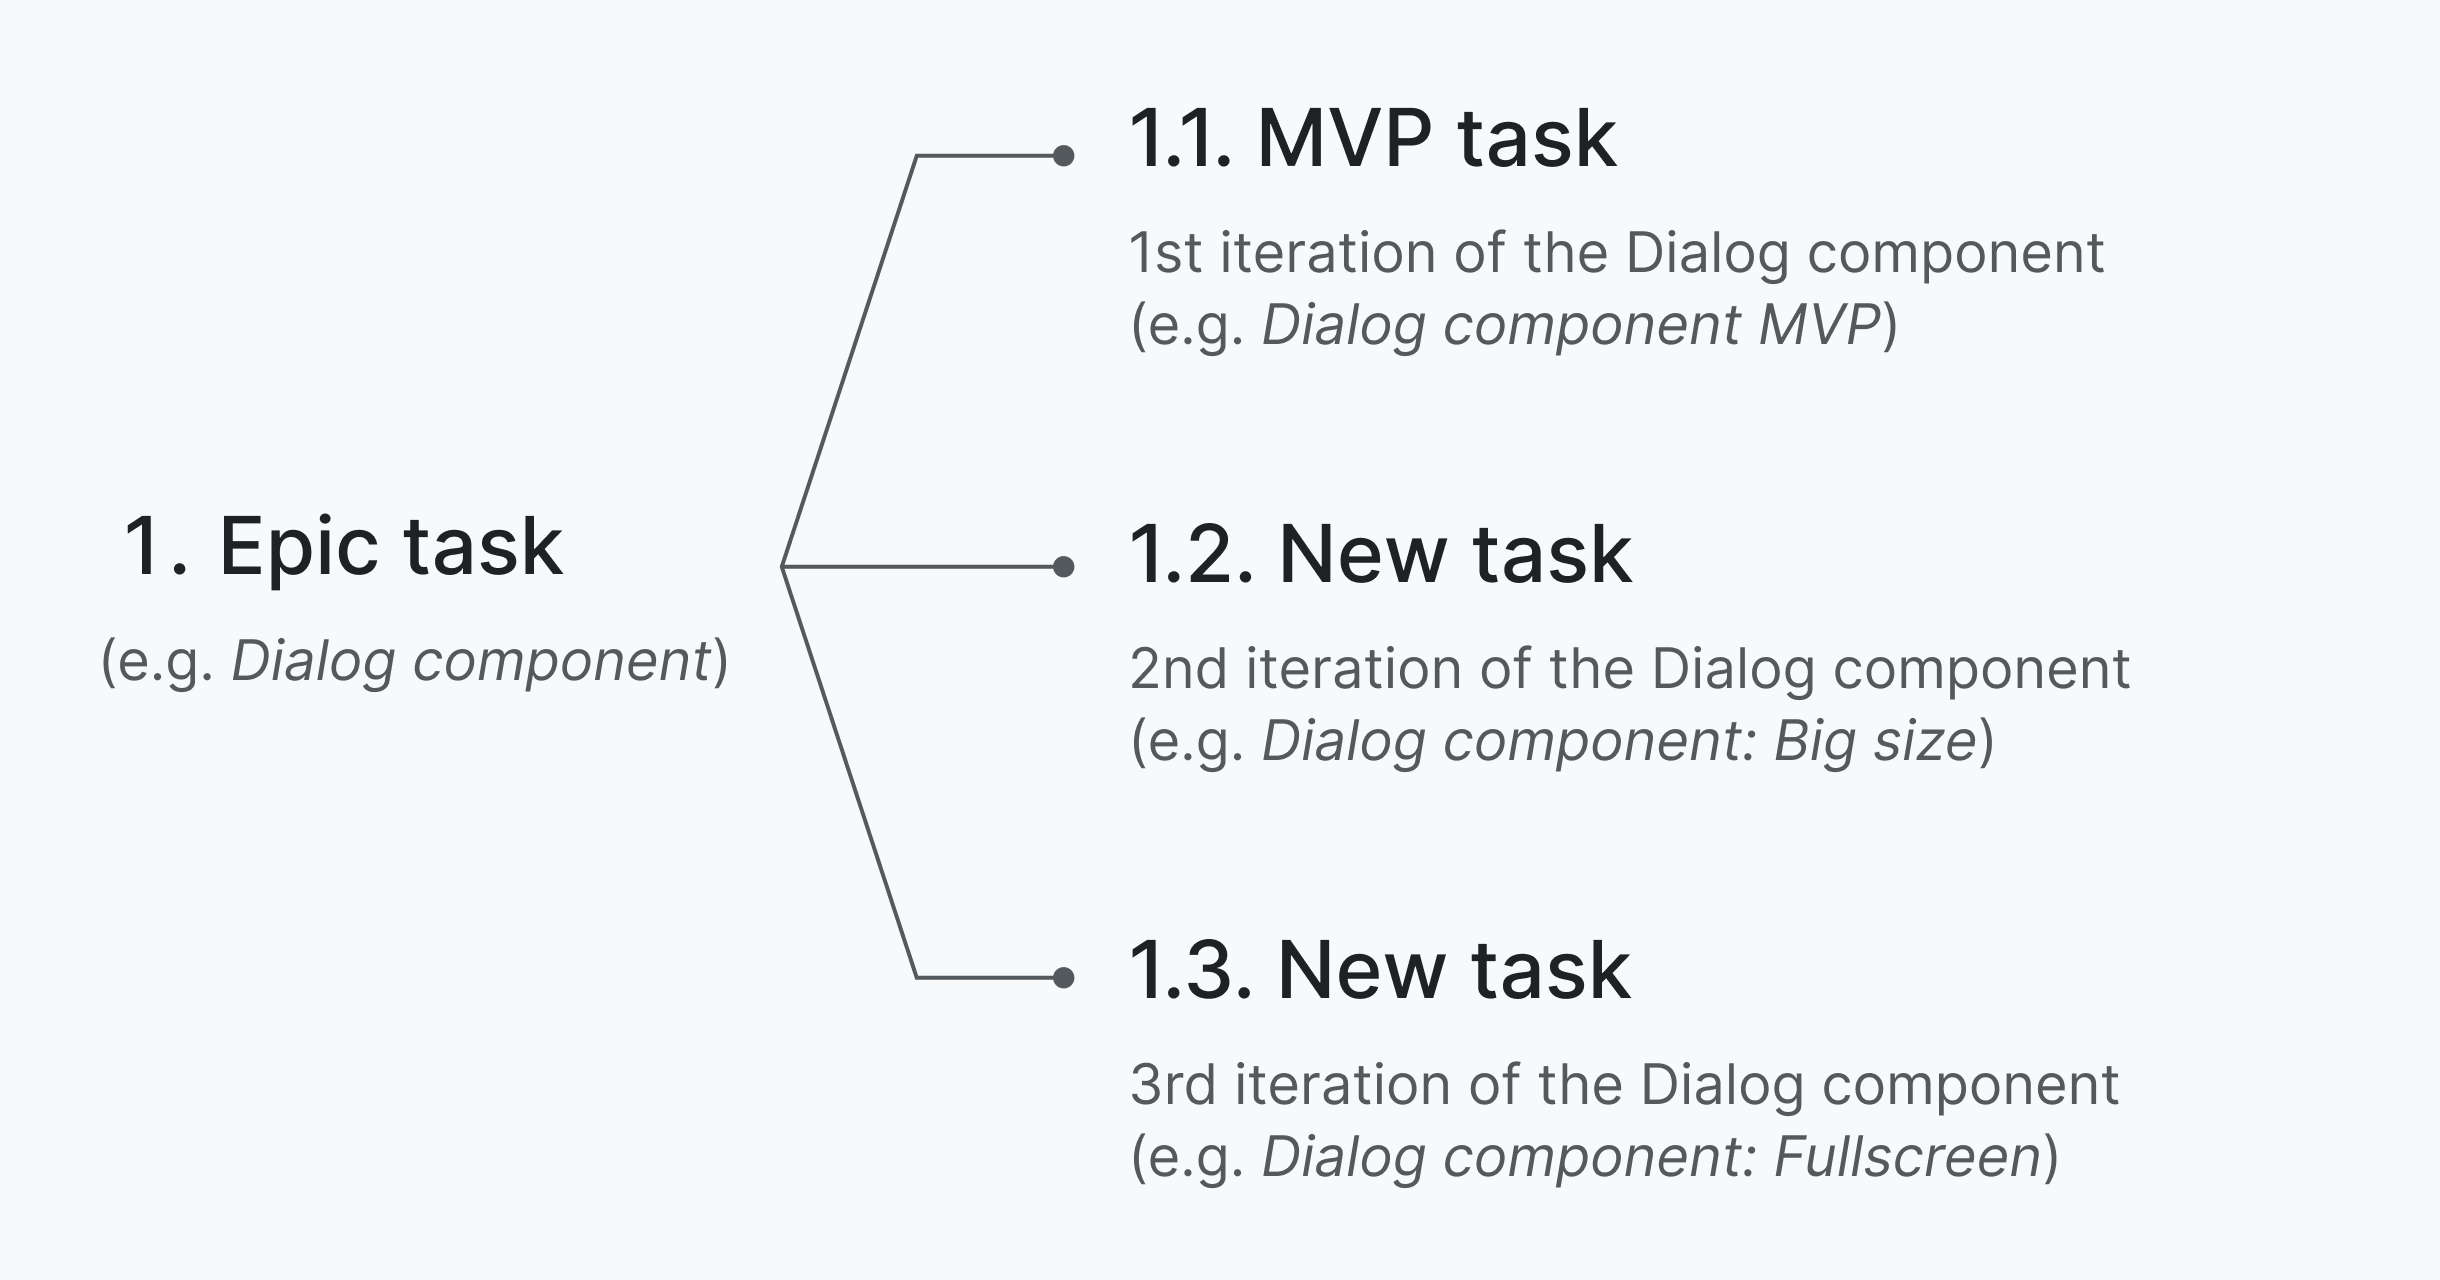 1. Epic task
(e.g. Dialog component)
1.1. MVP task
1st iteration of the Dialog component
(e.g. Dialog component MVP)
1.2. New task
2nd iteration of the Dialog component
(e.g. Dialog component: Big size)
1.3. New task
3rd iteration of the Dialog component
(e.g. Dialog component: Fullscreen)